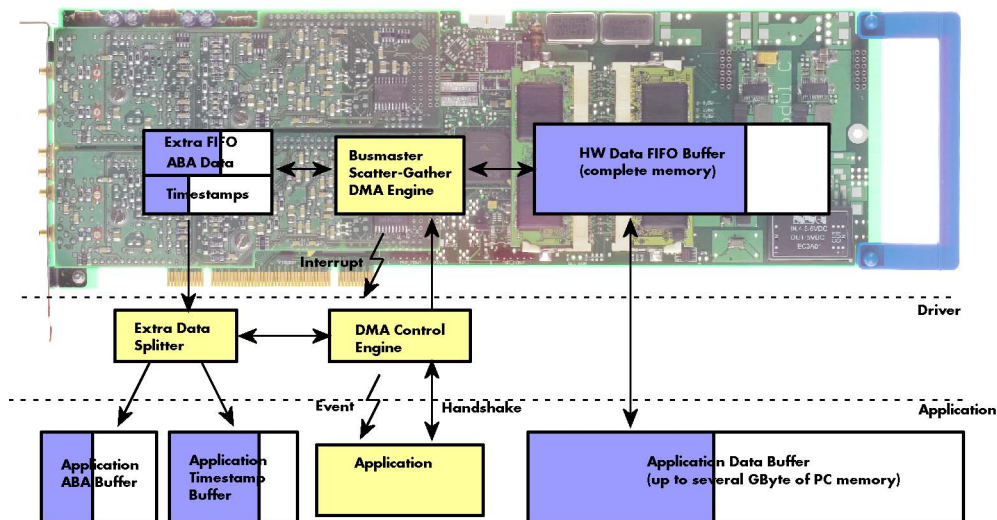 Extra FIFO
ABA Data
Timestamps
Busmaster
Scatter-Gather
DMA Engine
HW Data FIFO Buffer
(complete memory)
Interrupt
Driver
Extra Data
Splitter
DMA Control
Engine
Event
Handshake
Application
Application
ABA Buffer
Application
Timestamp
Buffer
Application
Application Data Buffer
(up to several GByte of PC memory)